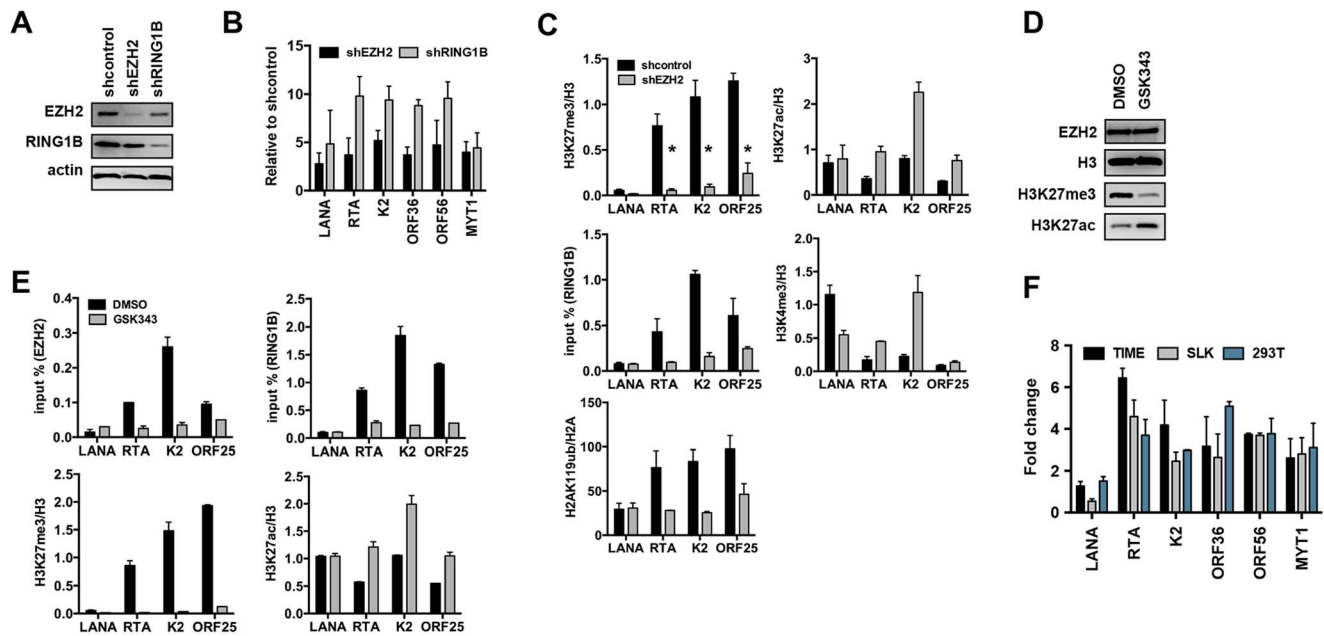 A
shcontrol
shEZH2
shRING1B
EZH2
RING1B
actin
B
shEZH2 shRING1B
Relative to shcontrol
15
10
5
0
LANA
RTA
K2
ORF36
ORF56
MYT1
C
shcontrol
shEZH2
H3K27me3/H3
1.5
1.0
0.5
0.0
* * *
LANA RTA K2 ORF25
H3K27ac/H3
3
2
1
0
LANA RTA K2 ORF25
input % (RING1B)
1.5
1.0
0.5
0.0
LANA RTA K2 ORF25
H3K4me3/H3
1.6
1.2
0.8
0.4
0.0
LANA RTA K2 ORF25
H2AK119ub/H2A
150
100
50
0
LANA RTA K2 ORF25
D
DMSO
GSK343
EZH2
H3
H3K27me3
H3K27ac
E
DMSO
GSK343
input % (EZH2)
0.4
0.3
0.2
0.1
0.0
LANA RTA K2 ORF25
input % (RING1B)
2.5
2.0
1.5
1.0
0.5
0.0
LANA RTA K2 ORF25
H3K27me3/H3
2.5
2.0
1.5
1.0
0.5
0.0
LANA RTA K2 ORF25
H3K27ac/H3
2.5
2.0
1.5
1.0
0.5
0.0
LANA RTA K2 ORF25
F
TIME SLK 293T
Fold change
8
6
4
2
0
LANA
RTA
K2
ORF36
ORF56
MYT1